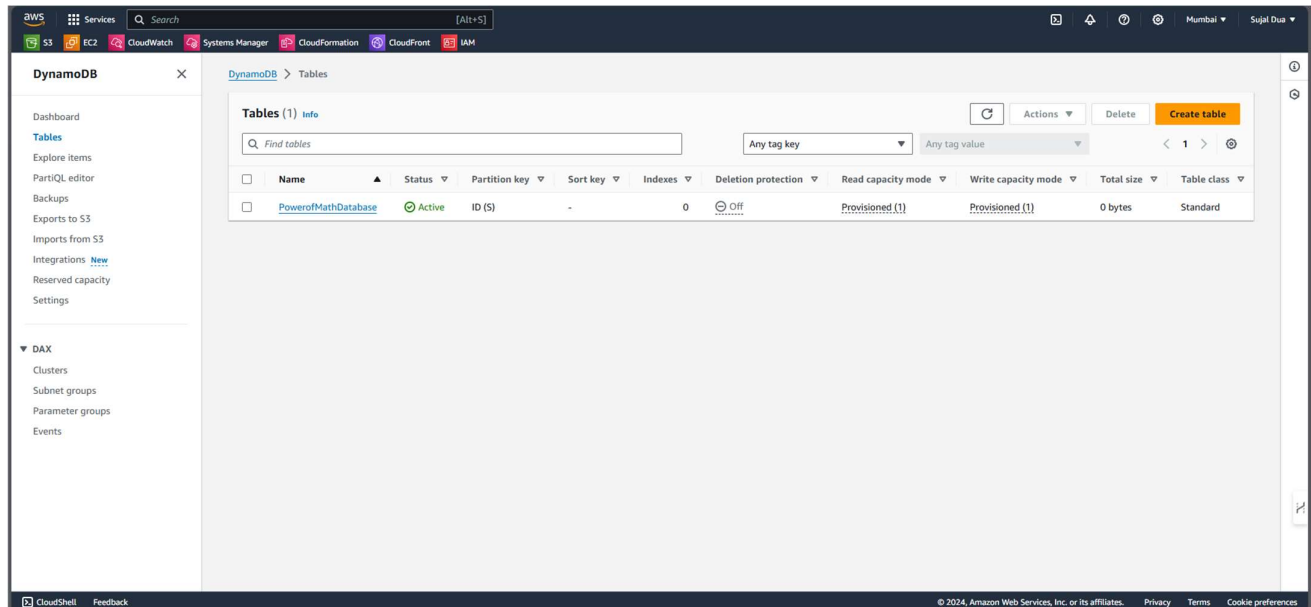 aws Services Search [Alt+S] Mumbai Sujal Dua
S3 EC2 CloudWatch Systems Manager CloudFormation CloudFront IAM
DynamoDB
Dashboard
Tables
Explore items
PartiQL editor
Backups
Exports to S3
Imports from S3
Integrations New
Reserved capacity
Settings
DAX
Clusters
Subnet groups
Parameter groups
Events
DynamoDB > Tables
Tables (1) Info Actions Delete Create table
Find tables Any tag key Any tag value 1
Name Status Partition key Sort key Indexes Deletion protection Read capacity mode Write capacity mode Total size Table class
PowerofMathDatabase Active ID (S) - 0 Off Provisioned (1) Provisioned (1) 0 bytes Standard
CloudShell Feedback © 2024, Amazon Web Services, Inc. or its affiliates. Privacy Terms Cookie preferences